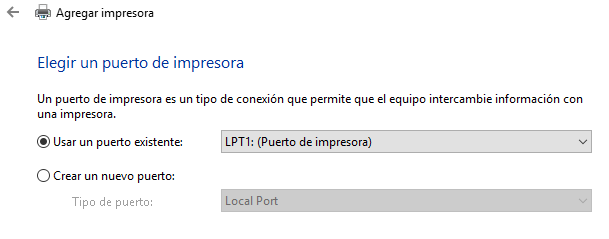 Agregar impresora
Elegir un puerto de impresora
Un puerto de impresora es un tipo de conexión que permite que el equipo intercambie información con
una impresora.
Usar un puerto existente: LPT1: (Puerto de impresora)
Crear un nuevo puerto:
Tipo de puerto: Local Port